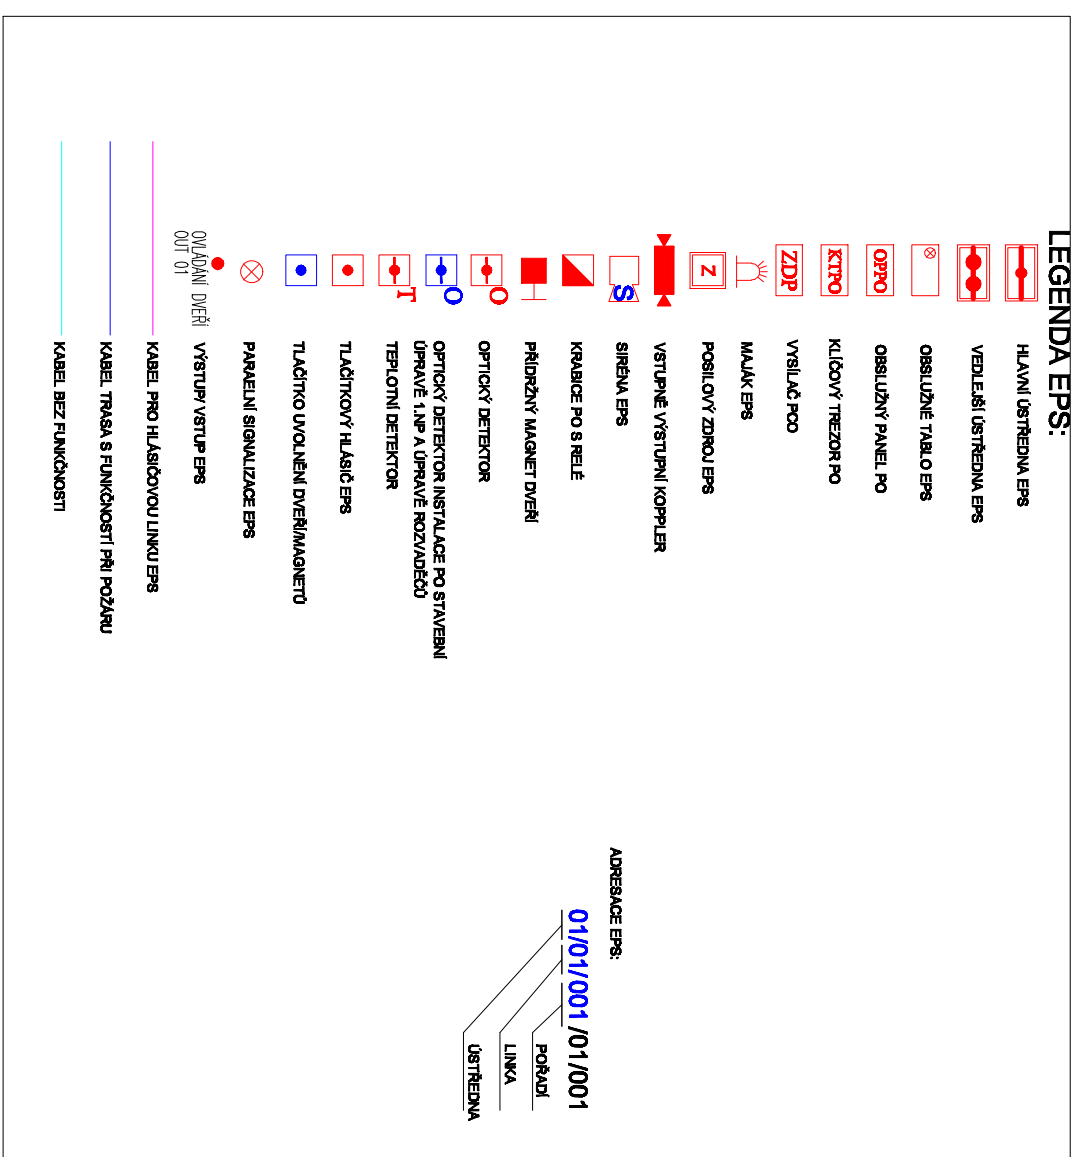 LEGENDA EPS:
HLAVNÍ ÚSTŘEDNA EPS
VEDLEJŠÍ ÚSTŘEDNA EPS
OBSLUŽNÉ TABLO EPS
OPPO
OBSLUŽNÝ PANEL PO
KTPO
KLÍČOVÝ TREZOR PO
ZDP
VYSÍLAČ PCO
MAJÁK EPS
Z
POSILOVÝ ZDROJ EPS
VSTUPNĚ VÝSTUPNÍ KOPPLER
S
SIRÉNA EPS
KRABICE PO S RELÉ
PŘÍDRŽNÝ MAGNET DVEŘÍ
O
OPTICKÝ DETEKTOR
O
OPTICKÝ DETEKTOR INSTALACE PO STAVEBNÍ
ÚPRAVĚ 1.NP A ÚPRAVĚ ROZVADĚČŮ
T
TEPLOTNÍ DETEKTOR
TLAČÍTKOVÝ HLÁSIČ EPS
TLAČÍTKO UVOLNĚNÍ DVEŘÍ/MAGNETŮ
PARAELNÍ SIGNALIZACE EPS
OVLÁDÁNÍ DVEŘÍ
OUT 01
VÝSTUP/ VSTUP EPS
KABEL PRO HLÁSIČOVOU LINKU EPS
KABEL TRASA S FUNKČNOSTÍ PŘI POŽÁRU
KABEL BEZ FUNKČNOSTI
ADRESACE EPS:
01/01/001 /01/001
POŘADÍ
LINKA
ÚSTŘEDNA